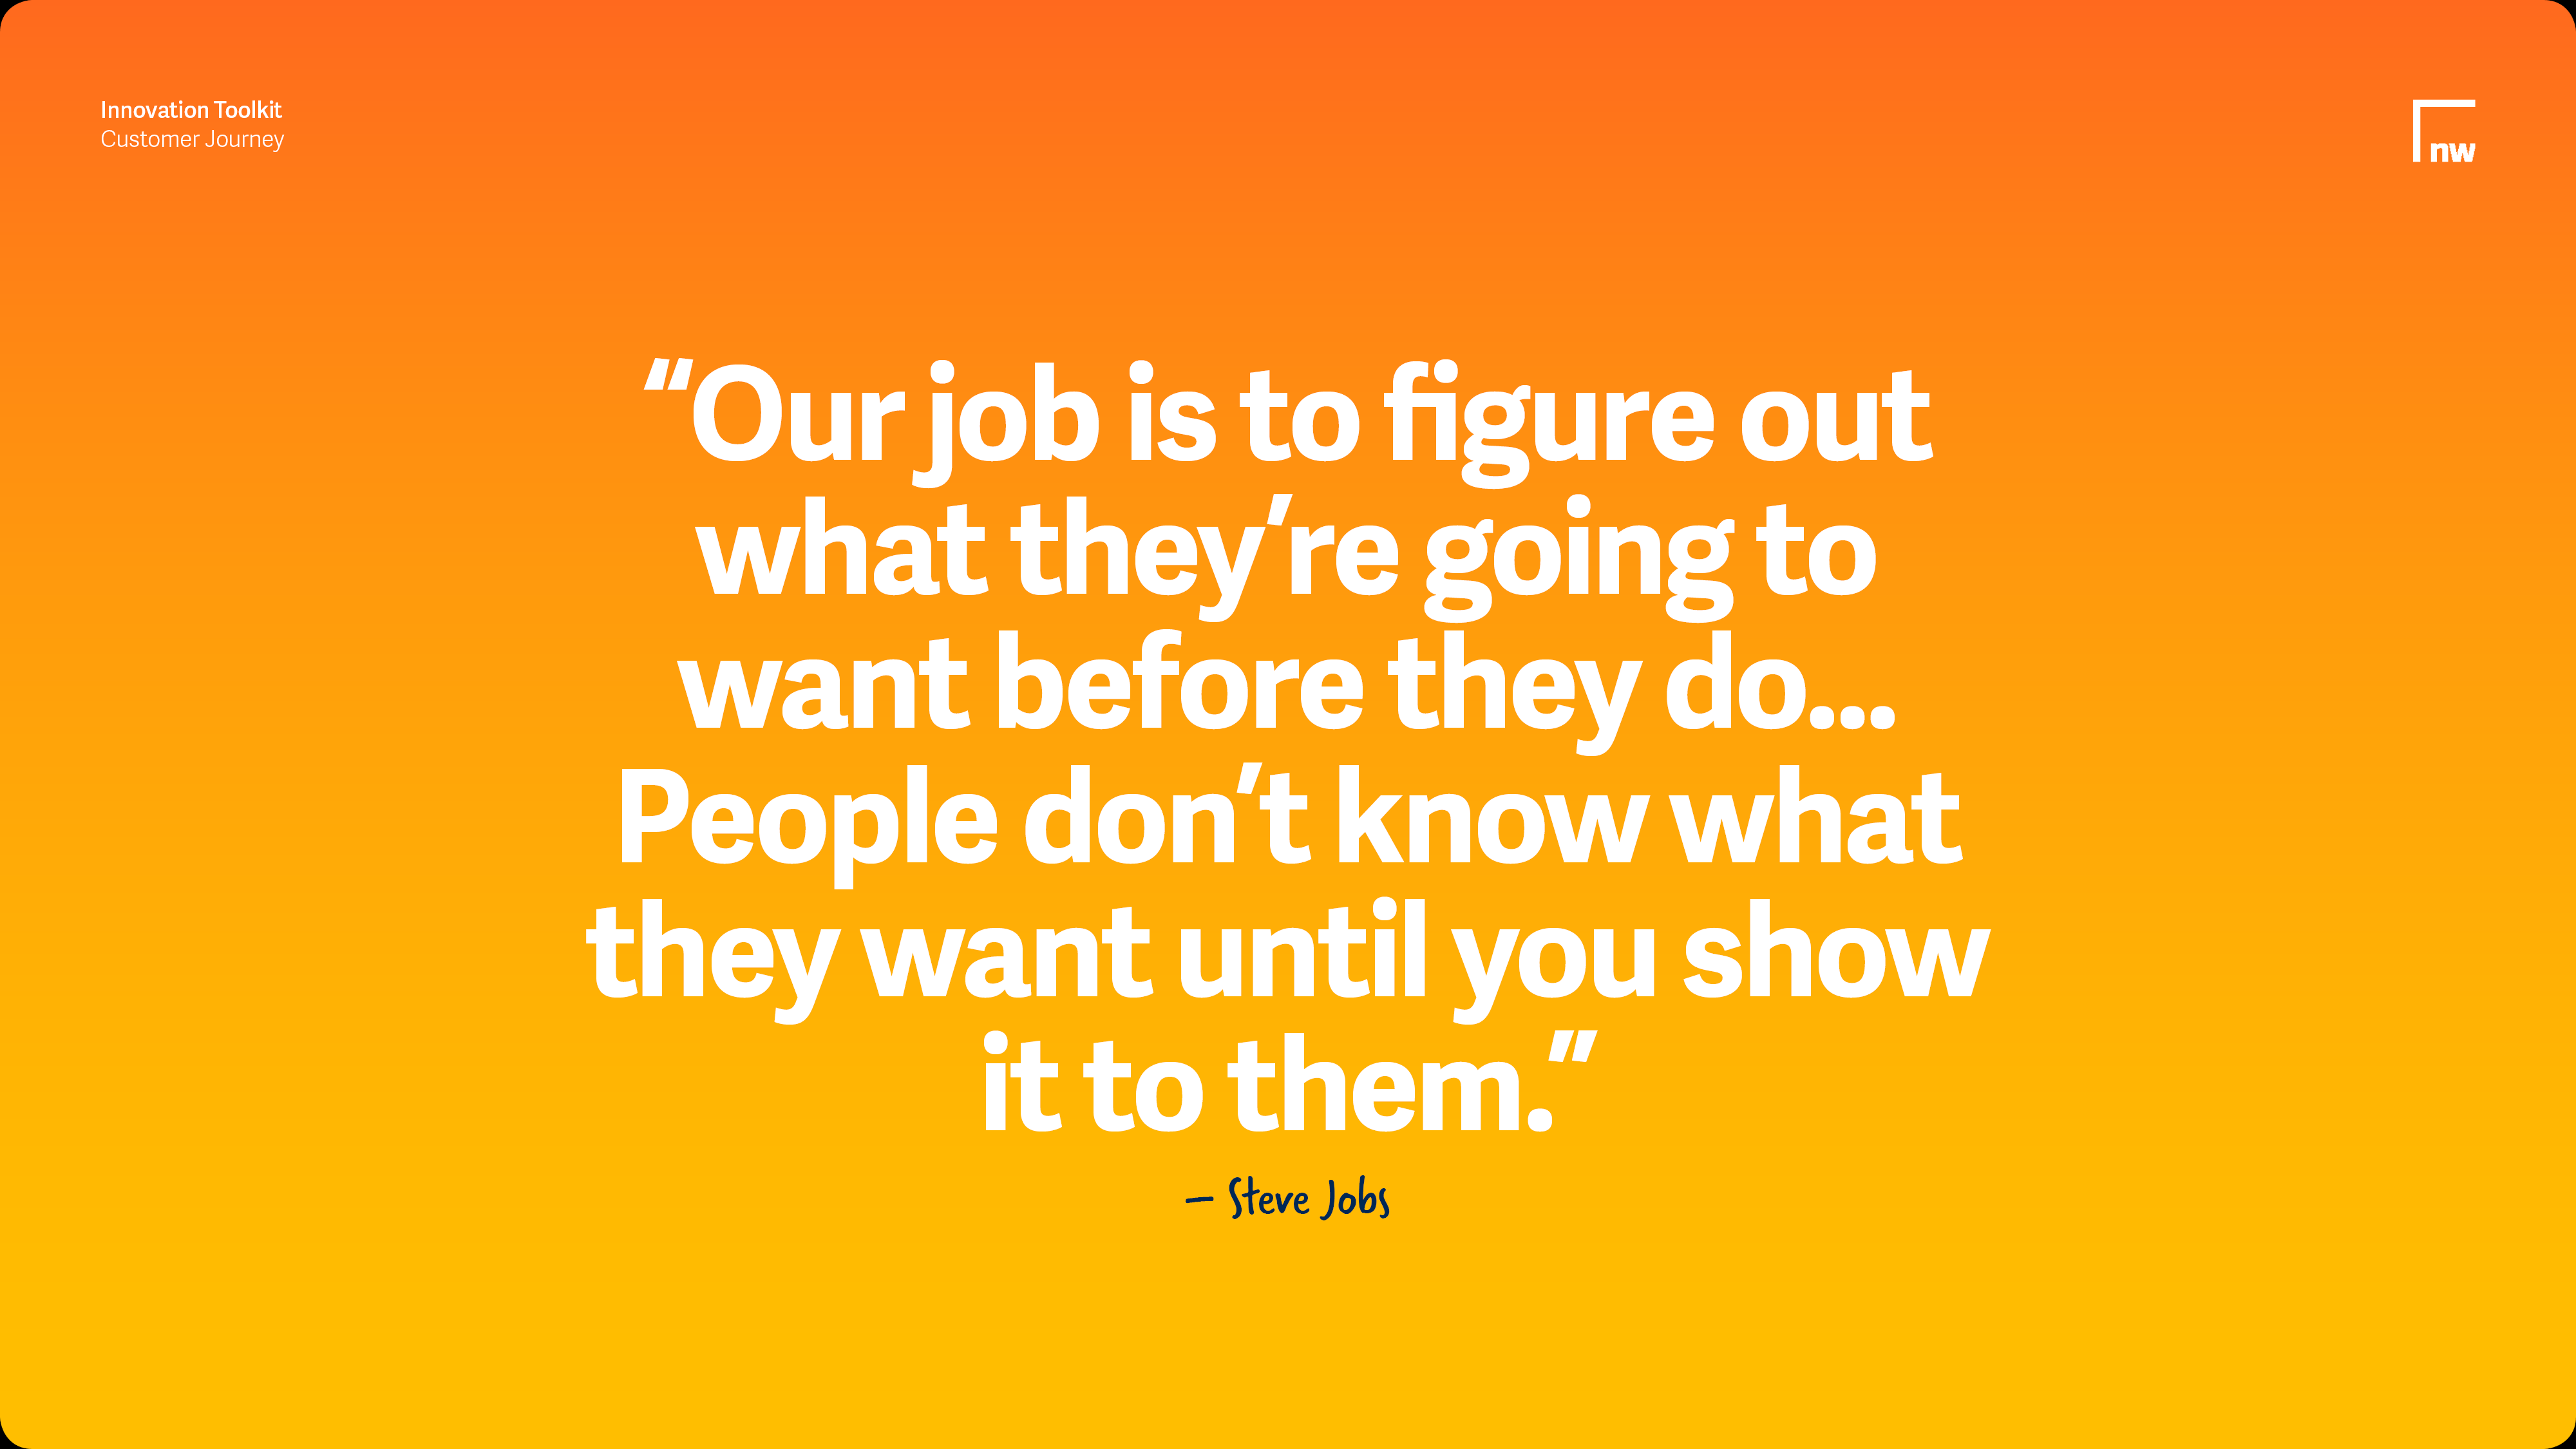 Innovation Toolkit
Customer Journey
nw
“Our job is to figure out
what they’re going to
want before they do...
People don’t know what
they want until you show
it to them.”
– Steve Jobs